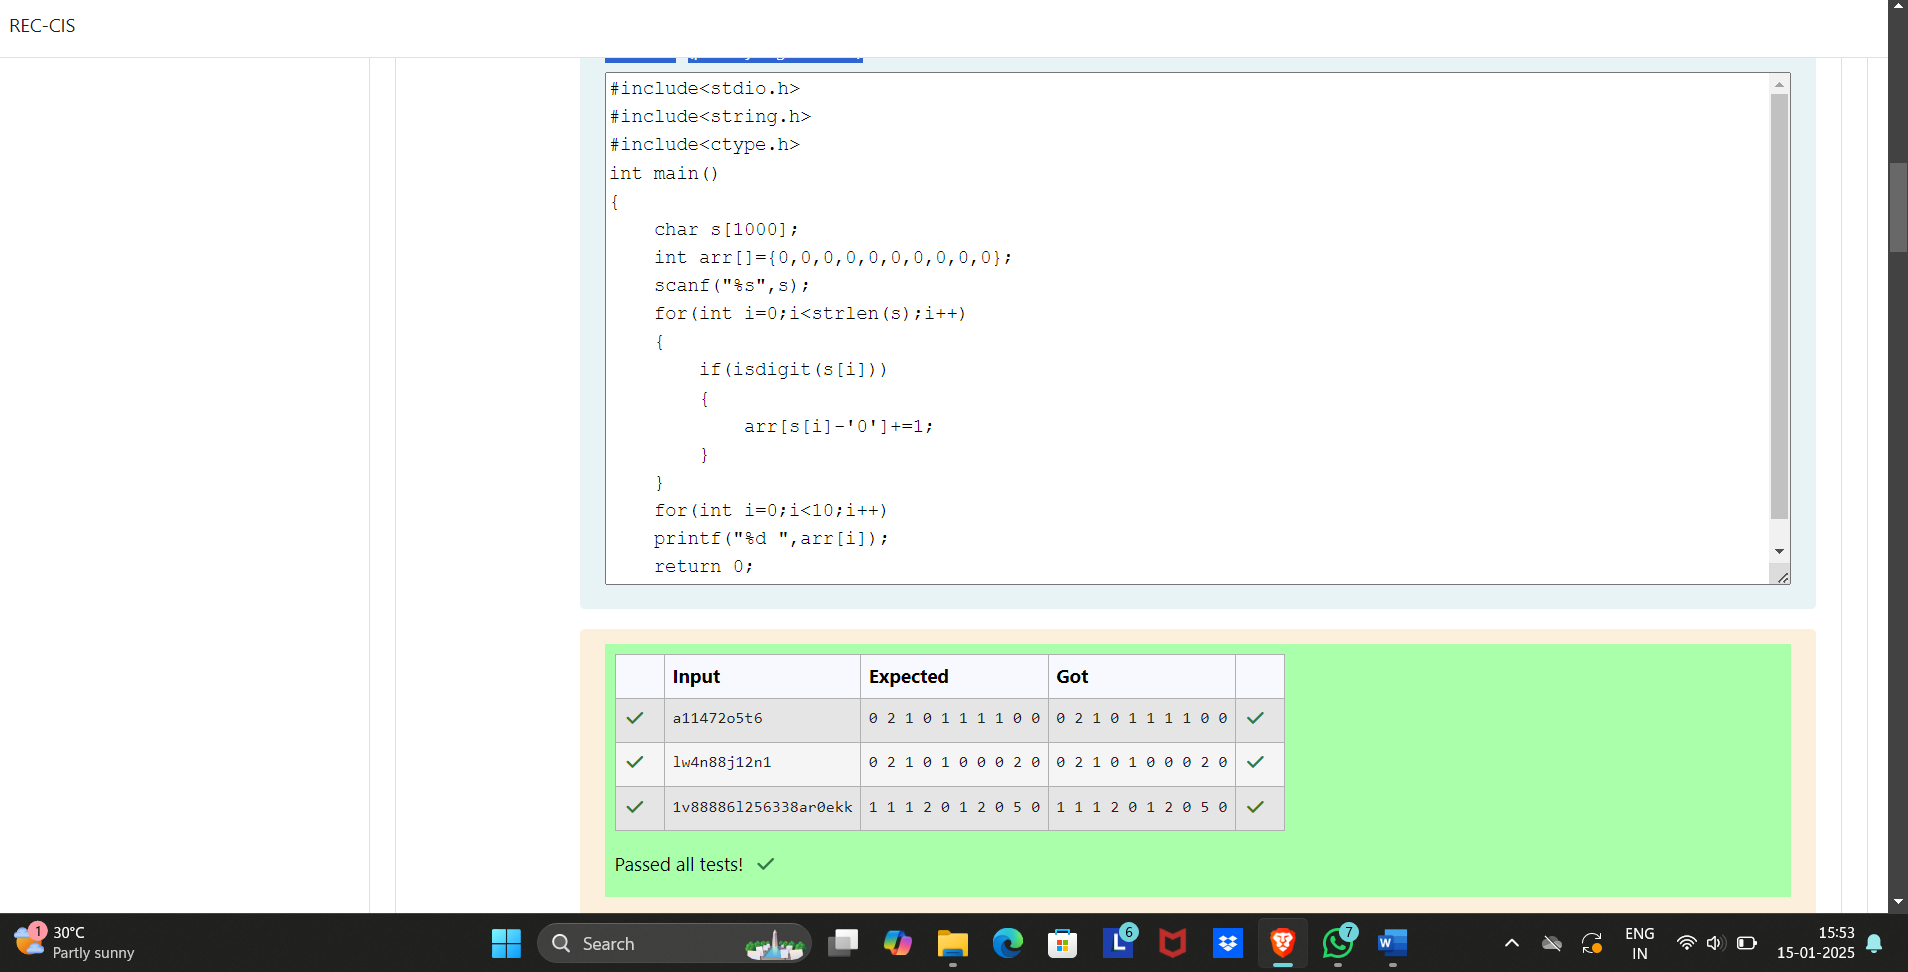 REC-CIS
#include<stdio.h>
#include<string.h>
#include<ctype.h>
int main()
{
    char s[1000];
    int arr[]={0,0,0,0,0,0,0,0,0,0};
    scanf("%s",s);
    for(int i=0;i<strlen(s);i++)
    {
        if(isdigit(s[i]))
        {
            arr[s[i]-'0']+=1;
        }
    }
    for(int i=0;i<10;i++)
    printf("%d ",arr[i]);
    return 0;
Input Expected Got
a11472o5t6 0 2 1 0 1 1 1 1 0 0 0 2 1 0 1 1 1 1 0 0
lw4n88j12n1 0 2 1 0 1 0 0 0 2 0 0 2 1 0 1 0 0 0 2 0
1v88886l256338ar0ekk 1 1 1 2 0 1 2 0 5 0 1 1 1 2 0 1 2 0 5 0
Passed all tests!
1
30°C
Partly sunny
Search
L 6
7
W
ENG
IN
15:53
15-01-2025